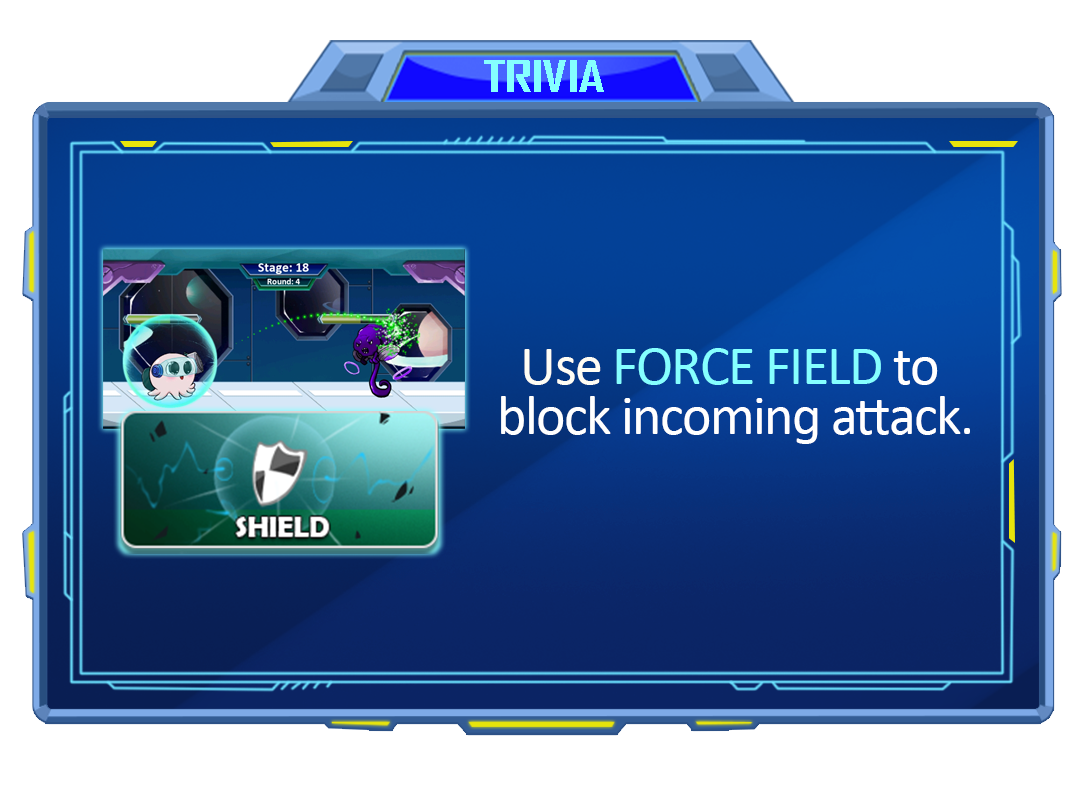 TRIVIA
Stage: 18
Round: 4
Use FORCE FIELD to
block incoming attack.
SHIELD